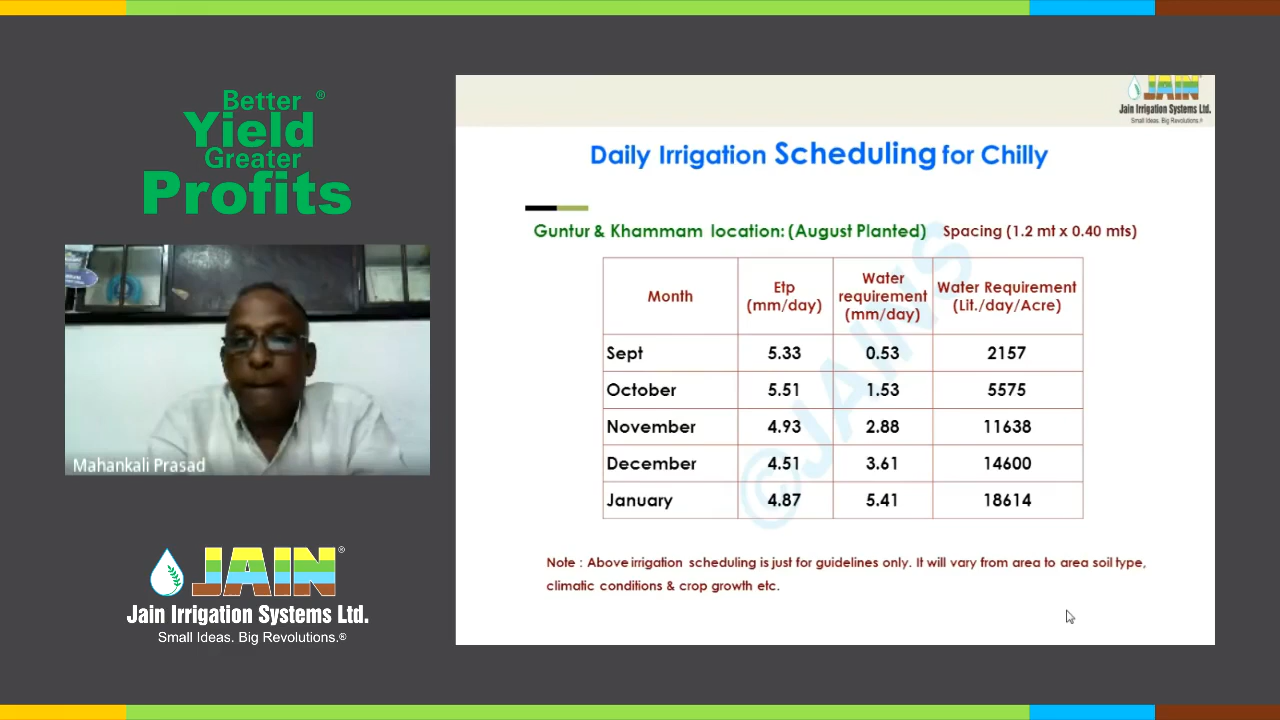 Better ®
Yield
Greater
Profits
Mahankali Prasad
JAIN®
Jain Irrigation Systems Ltd.
Small Ideas. Big Revolutions.®
JAIN
Jain Irrigation Systems Ltd.
Small Ideas. Big Revolutions.®
Daily Irrigation Scheduling for Chilly
Guntur & Khammam location: (August Planted) Spacing (1.2 mt x 0.40 mts)
Month Etp (mm/day) Water requirement (mm/day) Water Requirement (Lit./day/Acre)
Sept 5.33 0.53 2157
October 5.51 1.53 5575
November 4.93 2.88 11638
December 4.51 3.61 14600
January 4.87 5.41 18614
©JAINS
Note : Above irrigation scheduling is just for guidelines only. It will vary from area to area soil type,
climatic conditions & crop growth etc.